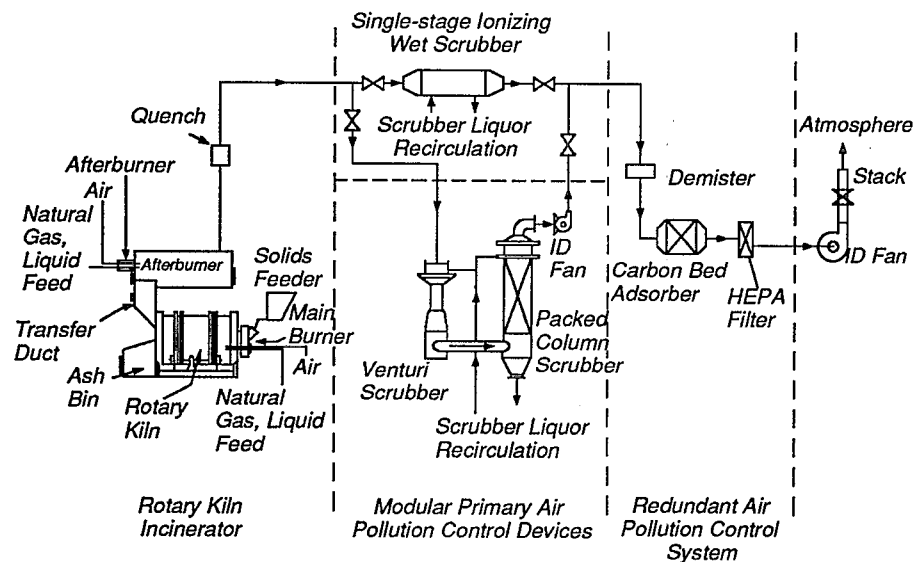 Single-stage Ionizing
Wet Scrubber
Quench
Scrubber Liquor
Recirculation
Atmosphere
Afterburner
Air
Natural
Gas,
Liquid
Feed
Afterburner
Solids
Feeder
Main
Burner
Air
Transfer
Duct
Ash
Bin
Rotary
Kiln
Natural
Gas, Liquid
Feed
Demister
Stack
ID
Fan
Venturi
Scrubber
Packed
Column
Scrubber
Scrubber Liquor
Recirculation
Carbon Bed
Adsorber
HEPA
Filter
ID Fan
Rotary Kiln
Incinerator
Modular Primary Air
Pollution Control Devices
Redundant Air
Pollution Control
System